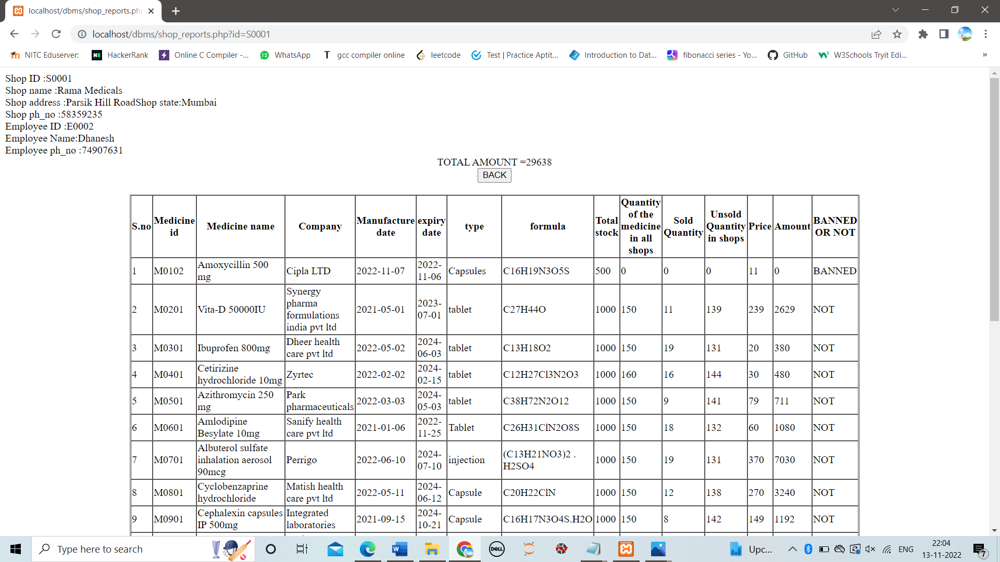 localhost/dbms/shop_reports.php
localhost/dbms/shop_reports.php?id=S0001
NITC Eduserver: HackerRank Online C Compiler -... WhatsApp gcc compiler online leetcode Test | Practice Aptit... Introduction to Dat... fibonacci series - Yo... GitHub W3Schools Tryit Edi... »
Shop ID :S0001
Shop name :Rama Medicals
Shop address :Parsik Hill RoadShop state:Mumbai
Shop ph_no :58359235
Employee ID :E0002
Employee Name:Dhanesh
Employee ph_no :74907631
TOTAL AMOUNT =29638
BACK
S.no Medicine id Medicine name Company Manufacture date expiry date type formula Total stock Quantity of the medicine in all shops Sold Quantity Unsold Quantity in shops Price Amount BANNED OR NOT
1 M0102 Amoxycillin 500 mg Cipla LTD 2022-11-07 2022-11-06 Capsules C16H19N3O5S 500 0 0 0 11 0 BANNED
2 M0201 Vita-D 50000IU Synergy pharma formulations india pvt ltd 2021-05-01 2023-07-01 tablet C27H44O 1000 150 11 139 239 2629 NOT
3 M0301 Ibuprofen 800mg Dheer health care pvt ltd 2022-05-02 2024-06-03 tablet C13H18O2 1000 150 19 131 20 380 NOT
4 M0401 Cetirizine hydrochloride 10mg Zyrtec 2022-02-02 2024-02-15 tablet C12H27Cl3N2O3 1000 160 16 144 30 480 NOT
5 M0501 Azithromycin 250 mg Park pharmaceuticals 2022-03-03 2024-05-03 tablet C38H72N2O12 1000 150 9 141 79 711 NOT
6 M0601 Amlodipine Besylate 10mg Sanify health care pvt ltd 2021-01-06 2022-11-25 Tablet C26H31ClN2O8S 1000 150 18 132 60 1080 NOT
7 M0701 Albuterol sulfate inhalation aerosol 90mcg Perrigo 2022-06-10 2024-07-10 injection (C13H21NO3)2 . H2SO4 1000 150 19 131 370 7030 NOT
8 M0801 Cyclobenzaprine hydrochloride Matish health care pvt ltd 2022-05-11 2024-06-12 Capsule C20H22ClN 1000 150 12 138 270 3240 NOT
9 M0901 Cephalexin capsules IP 500mg Integrated laboratories 2021-09-15 2024-10-21 Capsule C16H17N3O4S.H2O 1000 150 8 142 149 1192 NOT
Type here to search
DELL
Upc...
ENG
22:04
13-11-2022
7